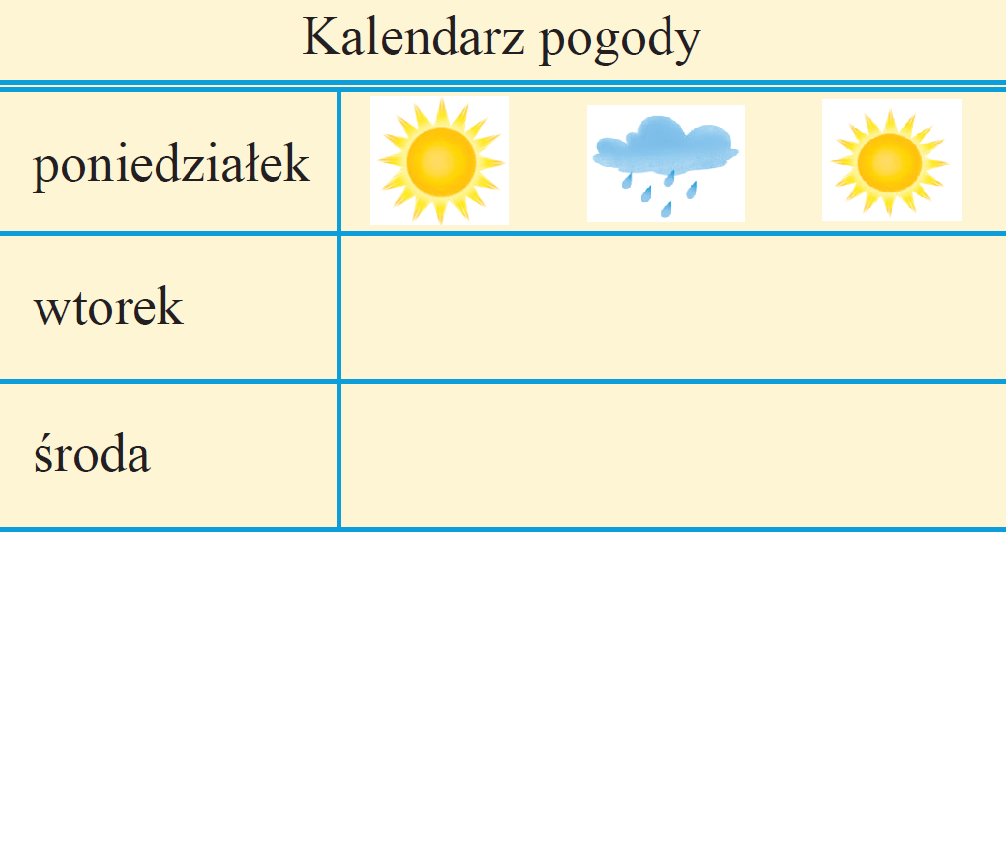 Kalendarz pogody
poniedziałek
wtorek
środa